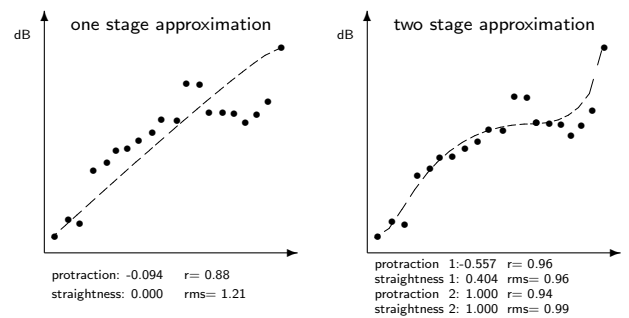 one stage approximation
dB
protraction: -0.094 r= 0.88
straightness: 0.000 rms= 1.21
two stage approximation
dB
protraction 1:-0.557 r= 0.96
straightness 1: 0.404 rms= 0.96
protraction 2: 1.000 r= 0.94
straightness 2: 1.000 rms= 0.99